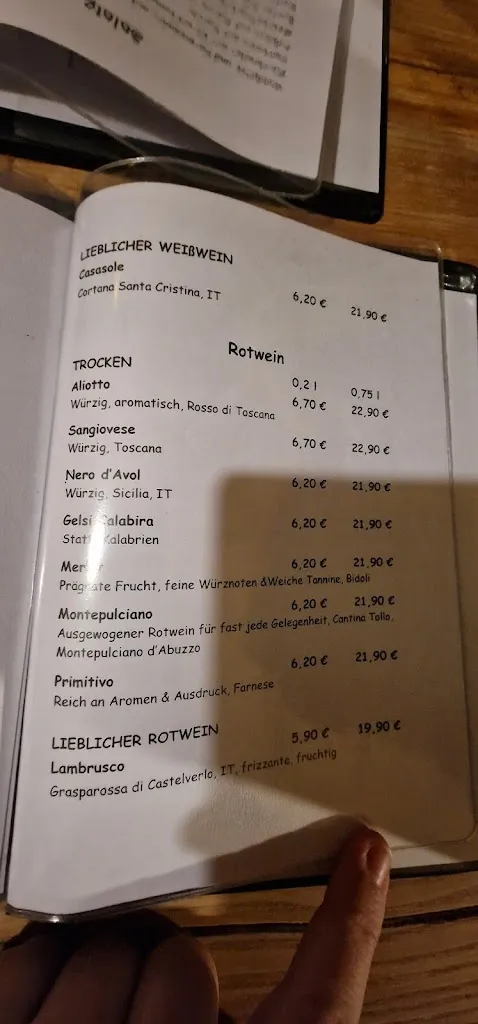 Salate
LIEBLICHER WEIßWEIN
Casasole
Cortana Santa Cristina, IT 6,20 € 21,90 €
Rotwein
TROCKEN
Aliotto 0,2 l 0,75 l
Würzig, aromatisch, Rosso di Toscana 6,70 € 22,90 €
Sangiovese
Würzig, Toscana 6,70 € 22,90 €
Nero d'Avol 6,20 € 21,90 €
Würzig, Sicilia, IT
Gelsi Calabira 6,20 € 21,90 €
Kalabrien
6,20 € 21,90 €
Frucht, feine Würznoten &Weiche Tannine, Bidoli
Montepulciano 6,20 € 21,90 €
Ausgewogener Rotwein für fast jede Gelegenheit, Cantina Tollo,
Montepulciano d'Abuzzo
Primitivo 6,20 € 21,90 €
Reich an Aromen & Ausdruck, Farnese
LIEBLICHER ROTWEIN 5,90 € 19,90 €
Lambrusco
Grasparossa di Castelverlo, IT, frizzante, fruchtig